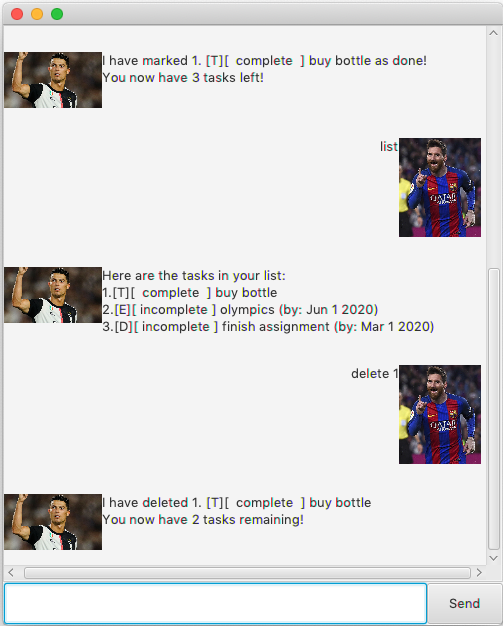 I have marked 1. [T][  complete  ] buy bottle as done!
You now have 3 tasks left!
list
QATAR
Here are the tasks in your list:
1.[T][  complete  ] buy bottle
2.[E][ incomplete ] olympics (by: Jun 1 2020)
3.[D][ incomplete ] finish assignment (by: Mar 1 2020)
delete 1
QATAR
I have deleted 1. [T][  complete  ] buy bottle
You now have 2 tasks remaining!
Send